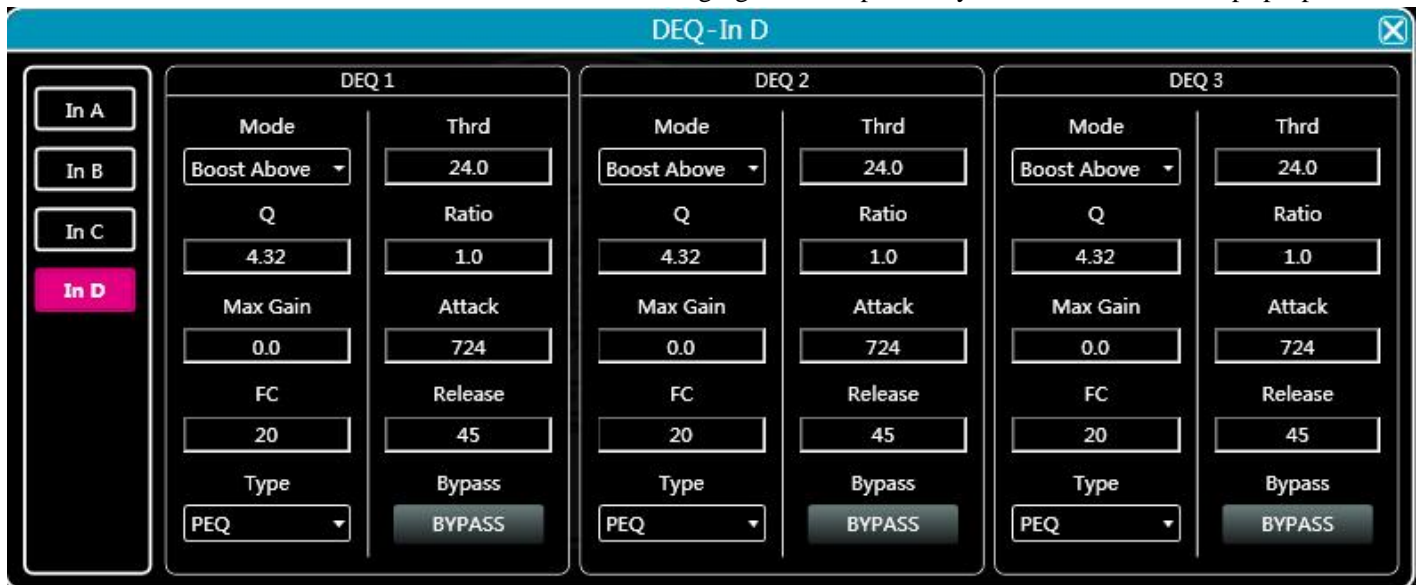 DEQ-In D
In A
In B
In C
In D
DEQ 1
Mode
Thrd
Boost Above
24.0
Q
Ratio
4.32
1.0
Max Gain
Attack
0.0
724
FC
Release
20
45
Type
Bypass
PEQ
BYPASS
DEQ 2
Mode
Thrd
Boost Above
24.0
Q
Ratio
4.32
1.0
Max Gain
Attack
0.0
724
FC
Release
20
45
Type
Bypass
PEQ
BYPASS
DEQ 3
Mode
Thrd
Boost Above
24.0
Q
Ratio
4.32
1.0
Max Gain
Attack
0.0
724
FC
Release
20
45
Type
Bypass
PEQ
BYPASS